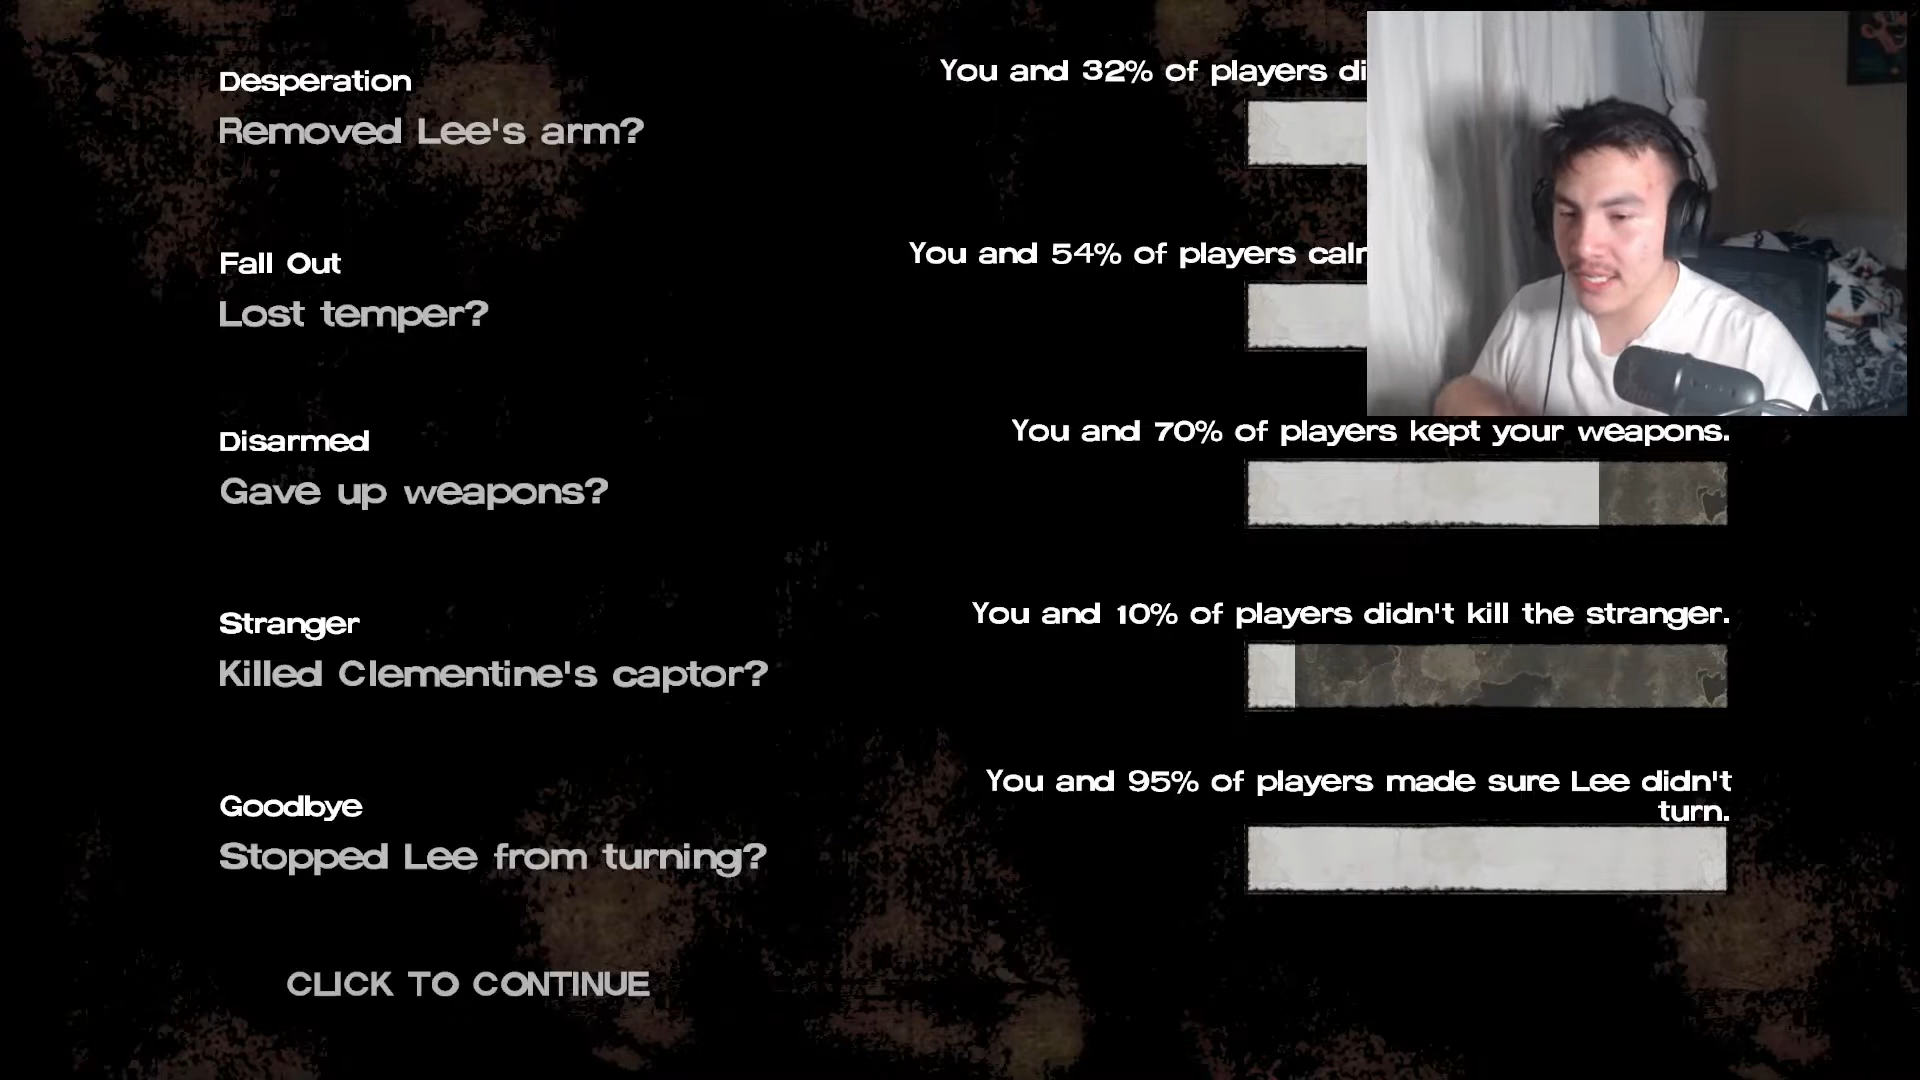 Desperation
You and 32% of players
Removed Lee's arm?
Fall Out
You and 54% of players
Lost temper?
Disarmed
You and 70% of players kept your weapons.
Gave up weapons?
Stranger
You and 10% of players didn't kill the stranger.
Killed Clementine's captor?
Goodbye
You and 95% of players made sure Lee didn't
turn.
Stopped Lee from turning?
CLICK TO CONTINUE